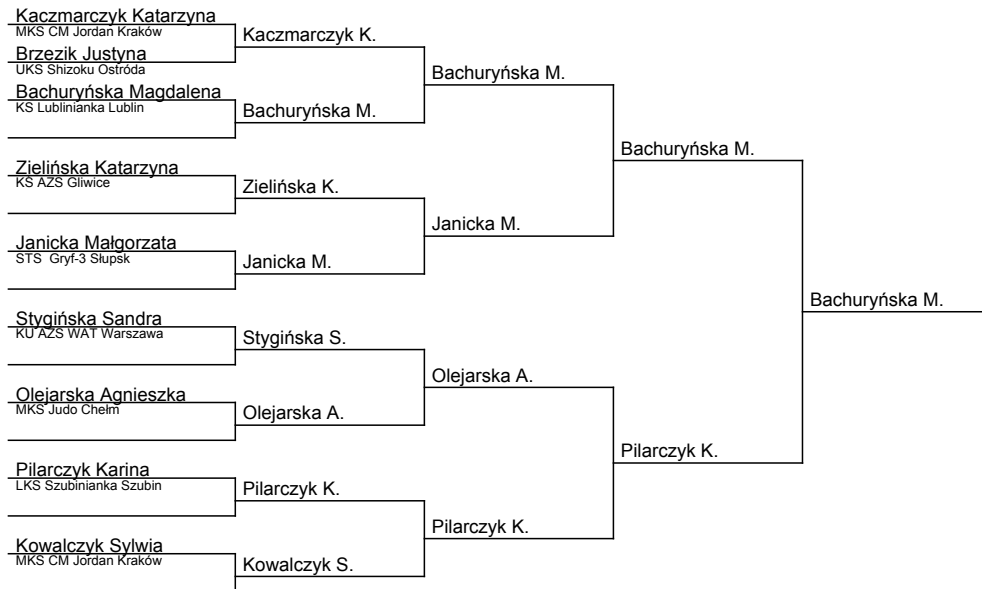 Kaczmarczyk Katarzyna
MKS CM Jordan Kraków
Brzezik Justyna
UKS Shizoku Ostróda
Bachuryńska Magdalena
KS Lublinianka Lublin
Zielińska Katarzyna
KS AZS Gliwice
Janicka Małgorzata
STS Gryf-3 Słupsk
Stygińska Sandra
KU AZS WAT Warszawa
Olejarska Agnieszka
MKS Judo Chełm
Pilarczyk Karina
LKS Szubinianka Szubin
Kowalczyk Sylwia
MKS CM Jordan Kraków
Kaczmarczyk K.
Bachuryńska M.
Zielińska K.
Janicka M.
Stygińska S.
Olejarska A.
Pilarczyk K.
Kowalczyk S.
Bachuryńska M.
Janicka M.
Olejarska A.
Pilarczyk K.
Bachuryńska M.
Pilarczyk K.
Bachuryńska M.